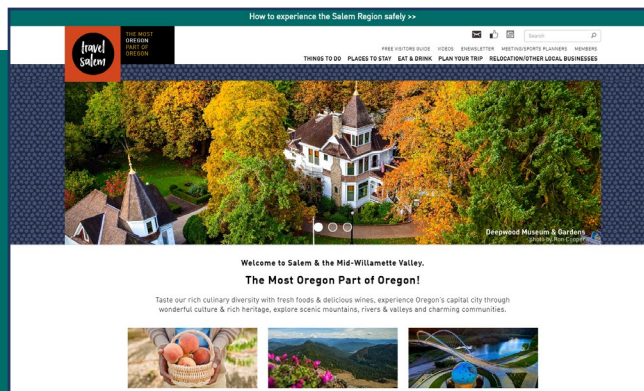 How to experience the Salem Region safely >>
travel
Salem
THE MOST
OREGON
PART OF
OREGON
Search
FREE VISITORS GUIDE VIDEOS ENEWSLETTER MEETING/SPORTS PLANNERS MEMBERS
THINGS TO DO PLACES TO STAY EAT & DRINK PLAN YOUR TRIP RELOCATION/OTHER LOCAL BUSINESSES
Deepwood Museum & Gardens
photo by Ron Cooper
Welcome to Salem & the Mid-Willamette Valley.
The Most Oregon Part of Oregon!
Taste our rich culinary diversity with fresh foods & delicious wines, experience Oregon's capital city through
wonderful culture & rich heritage, explore scenic mountains, rivers & valleys and charming communities.